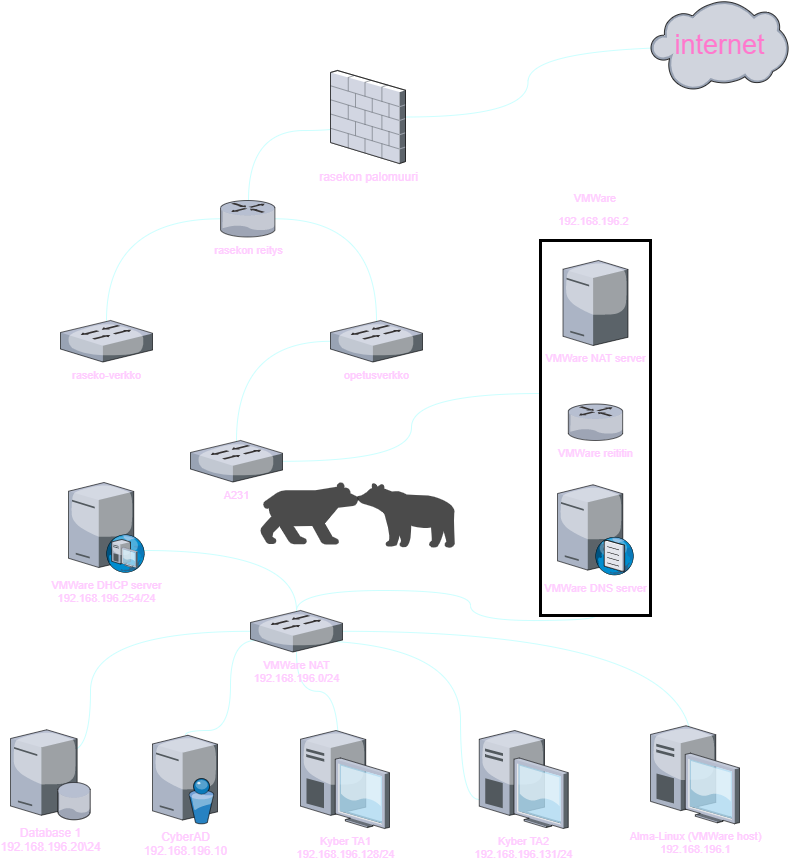 internet
rasekon palomuuri
VMWare
192.168.196.2
rasekon reitys
VMWare NAT server
raseko-verkko
opetusverkko
VMWare reititin
A231
VMWare DHCP server
192.168.196.254/24
VMWare DNS server
VMWare NAT
192.168.196.0/24
Database 1
192.168.196.20\24
CyberAD
192.168.196.10
Kyber TA1
192.168.196.128/24
Kyber TA2
192.168.196.131/24
Alma-Linux (VMWare host)
192.168.196.1